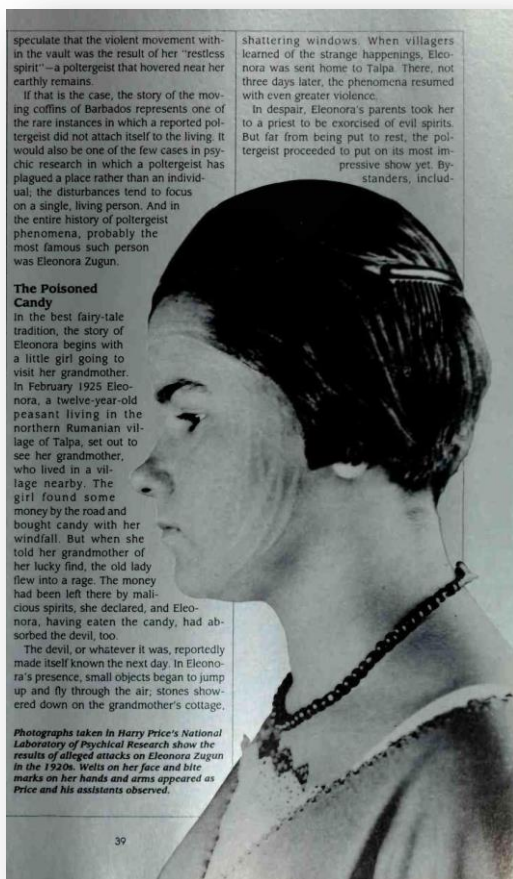 speculate that the violent movement with-
in the vault was the result of her "restless
spirit"—a poltergeist that hovered near her
earthly remains.
If that is the case, the story of the mov-
ing coffins of Barbados represents one of
the rare instances in which a reported pol-
tergeist did not attach itself to the living. It
would also be one of the few cases in psy-
chic research in which a poltergeist has
plagued a place rather than an individ-
ual; the disturbances tend to focus
on a single, living person. And in
the entire history of poltergeist
phenomena, probably the
most famous such person
was Eleonora Zugun.
The Poisoned
Candy
In the best fairy-tale
tradition, the story of
Eleonora begins with
a little girl going to
visit her grandmother.
In February 1925 Eleo-
nora, a twelve-year-old
peasant living in the
northern Rumanian vil-
lage of Talpa, set out to
see her grandmother,
who lived in a vil-
lage nearby. The
girl found some
money by the road and
bought candy with her
windfall. But when she
told her grandmother of
her lucky find, the old lady
flew into a rage. The money
had been left there by mali-
cious spirits, she declared, and Eleo-
nora, having eaten the candy, had ab-
sorbed the devil, too.
The devil, or whatever it was, reportedly
made itself known the next day. In Eleono-
ra's presence, small objects began to jump
up and fly through the air; stones show-
ered down on the grandmother's cottage,
shattering windows. When villagers
learned of the strange happenings, Eleo-
nora was sent home to Talpa. There, not
three days later, the phenomena resumed
with even greater violence.
In despair, Eleonora's parents took her
to a priest to be exorcised of evil spirits.
But far from being put to rest, the pol-
tergeist proceeded to put on its most im-
pressive show yet. By-
standers, includ-
Photographs taken in Harry Price's National
Laboratory of Psychical Research show the
results of alleged attacks on Eleonora Zugun
in the 1920s. Welts on her face and bite
marks on her hands and arms appeared as
Price and his assistants observed.
39